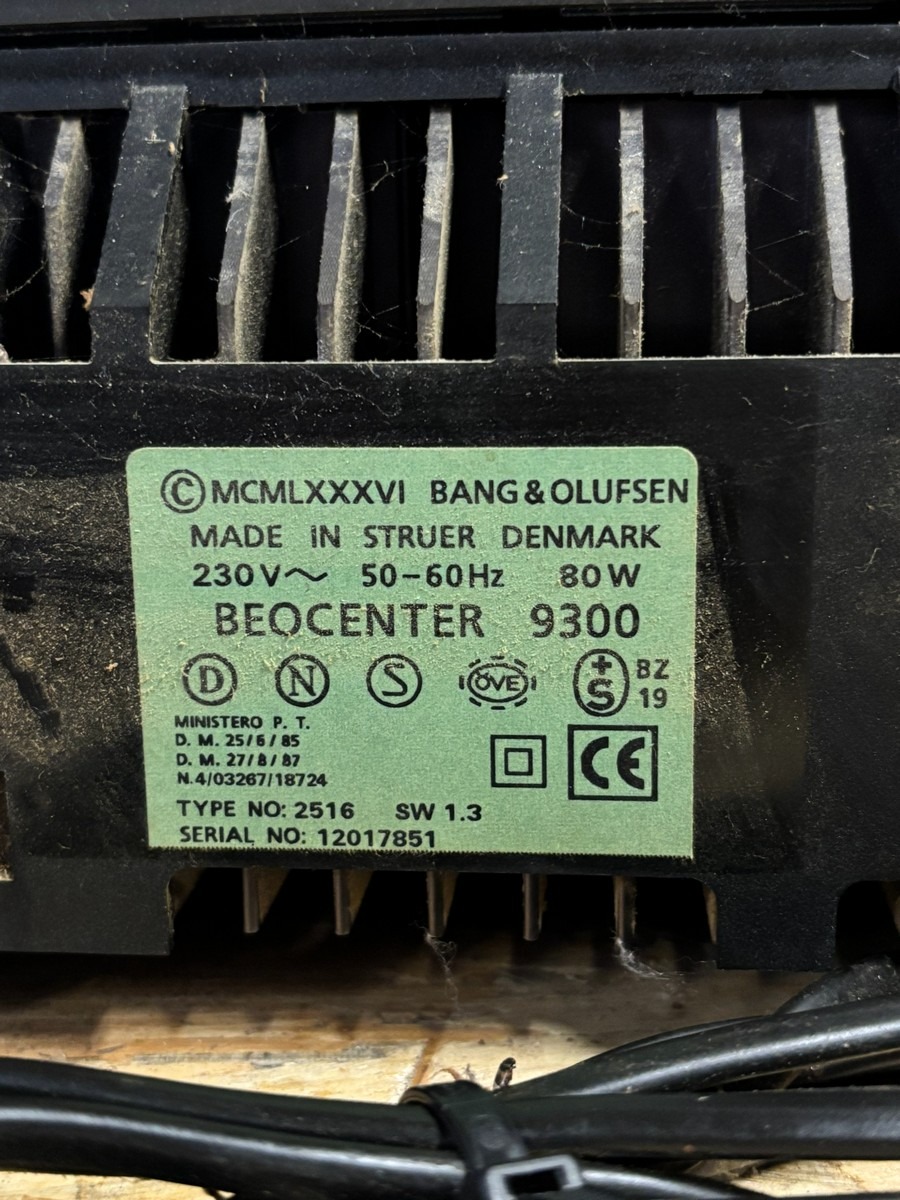 © MCMLXXXVI BANG & OLUFSEN
MADE IN STRUER DENMARK
230V~ 50-60Hz 80W
BEOCENTER 9300
D N S ÖVE +S BZ 19
MINISTERO P. T.
D. M. 25/6/85
D. M. 27/8/87
N.4/03267/18724
CE
TYPE NO: 2516 SW 1.3
SERIAL NO: 12017851